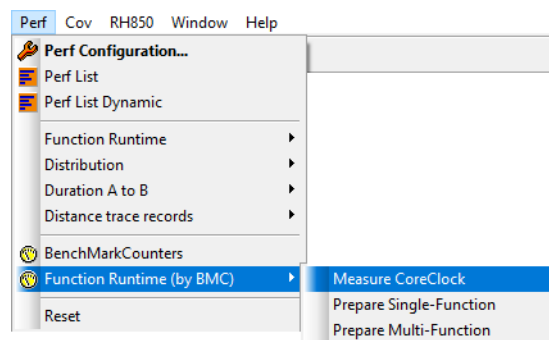 Perf Cov RH850 Window Help
Perf Configuration...
Perf List
Perf List Dynamic
Function Runtime
Distribution
Duration A to B
Distance trace records
BenchMarkCounters
Function Runtime (by BMC)
Measure CoreClock
Prepare Single-Function
Reset
Prepare Multi-Function